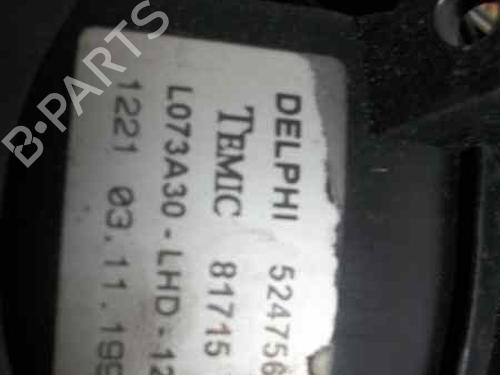 DELPHI 524756
TEMIC 81715
L073A30-LHD-12
1221 03.11.199
B-PARTS